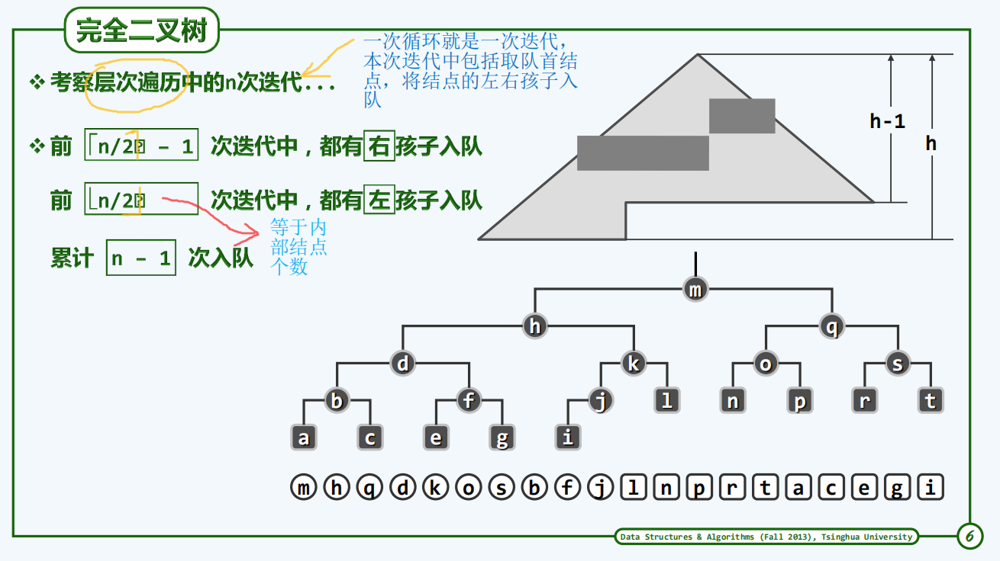 完全二叉树
一次循环就是一次迭代，
本次迭代中包括取队首结
点，将结点的左右孩子入
队
❖ 考察层次遍历中的n次迭代...
❖ 前 ⌈n/2⍰ - 1 次迭代中，都有右孩子入队
前 ⌊n/2⍰ 次迭代中，都有左孩子入队
等于内
部结点
个数
累计 n - 1 次入队
h-1
h
m
h q
d k o s
b f j l n p r t
a c e g i
m h q d k o s b f j l n p r t a c e g i
Data Structures & Algorithms (Fall 2013), Tsinghua University
6